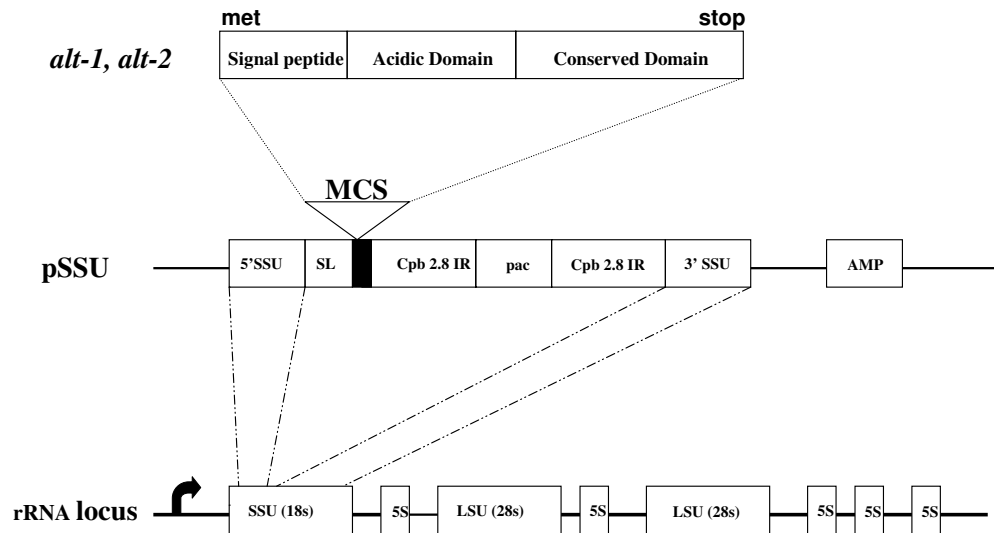 met stop
alt-1, alt-2 Signal peptide Acidic Domain Conserved Domain
MCS
pSSU 5'SSU SL Cpb 2.8 IR pac Cpb 2.8 IR 3' SSU AMP
rRNA locus SSU (18s) 5S LSU (28s) 5S LSU (28s) 5S 5S 5S